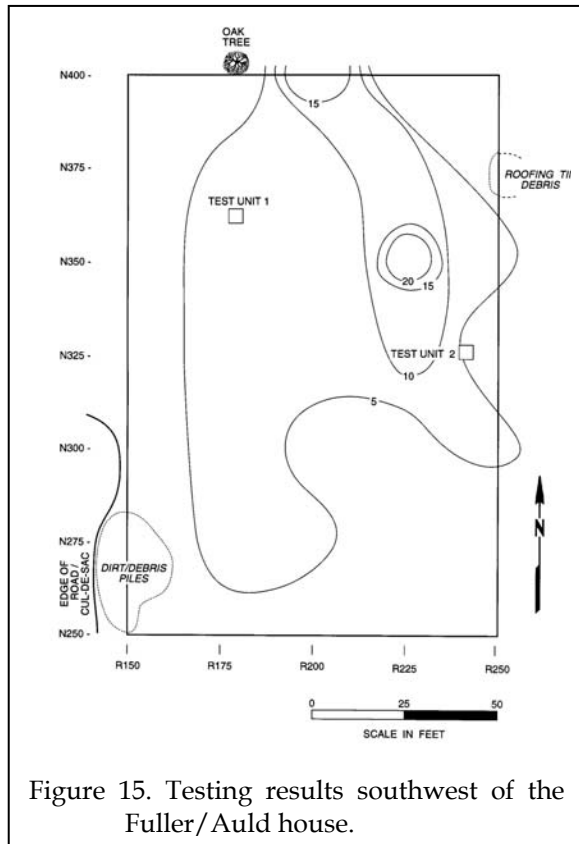 OAK
TREE
N400 -
15
N375 -
ROOFING TI
DEBRIS
TEST UNIT 1
N350 -
20
15
N325 -
TEST UNIT 2
10
5
N300 -
N275 -
DIRT/DEBRIS
PILES
EDGE OF
ROAD /
CUL-DE-SAC
N250 -
N
R150
R175
R200
R225
R250
0
25
50
SCALE IN FEET
Figure 15. Testing results southwest of the
Fuller/Auld house.